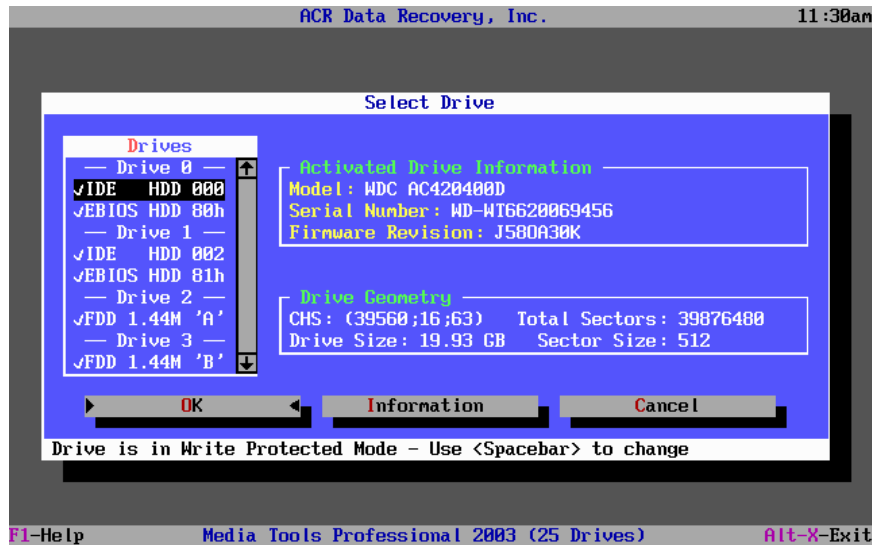 ACR Data Recovery, Inc. 11:30am
Select Drive
Drives
Drive 0
√IDE HDD 000
√EBIOS HDD 80h
Drive 1
√IDE HDD 002
√EBIOS HDD 81h
Drive 2
√FDD 1.44M 'A'
Drive 3
√FDD 1.44M 'B'
Activated Drive Information
Model: WDC AC420400D
Serial Number: WD-WT6620069456
Firmware Revision: J580A30K
Drive Geometry
CHS: (39560;16;63) Total Sectors: 39876480
Drive Size: 19.93 GB Sector Size: 512
OK Information Cancel
Drive is in Write Protected Mode - Use <Spacebar> to change
F1-Help Media Tools Professional 2003 (25 Drives) Alt-X-Exit